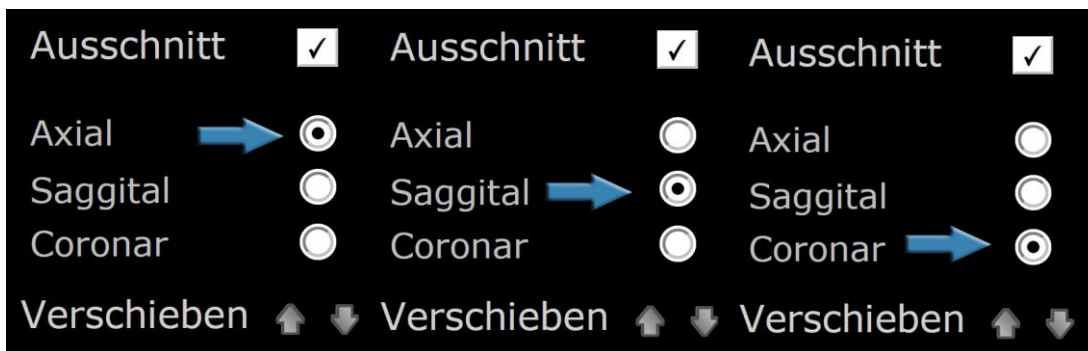 Ausschnitt
Axial
Saggital
Coronar
Verschieben
Ausschnitt
Axial
Saggital
Coronar
Verschieben
Ausschnitt
Axial
Saggital
Coronar
Verschieben